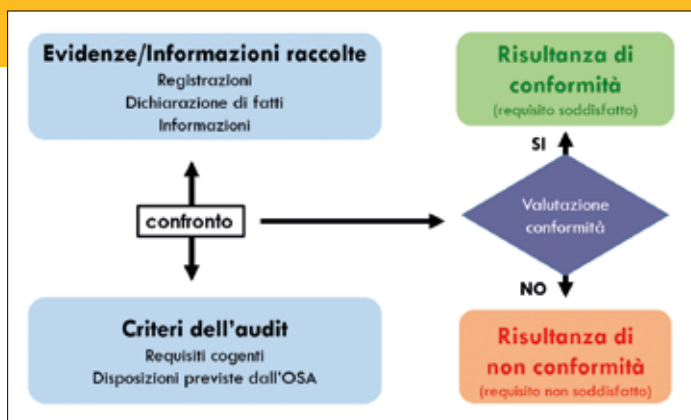 Evidenze/Informazioni raccolte
Registrazioni
Dichiarazione di fatti
Informazioni
confronto
Criteri dell'audit
Requisiti cogenti
Disposizioni previste dall'OSA
Risultanza di
conformità
(requisito soddisfatto)
SI
Valutazione
conformità
NO
Risultanza di
non conformità
(requisito non soddisfatto)